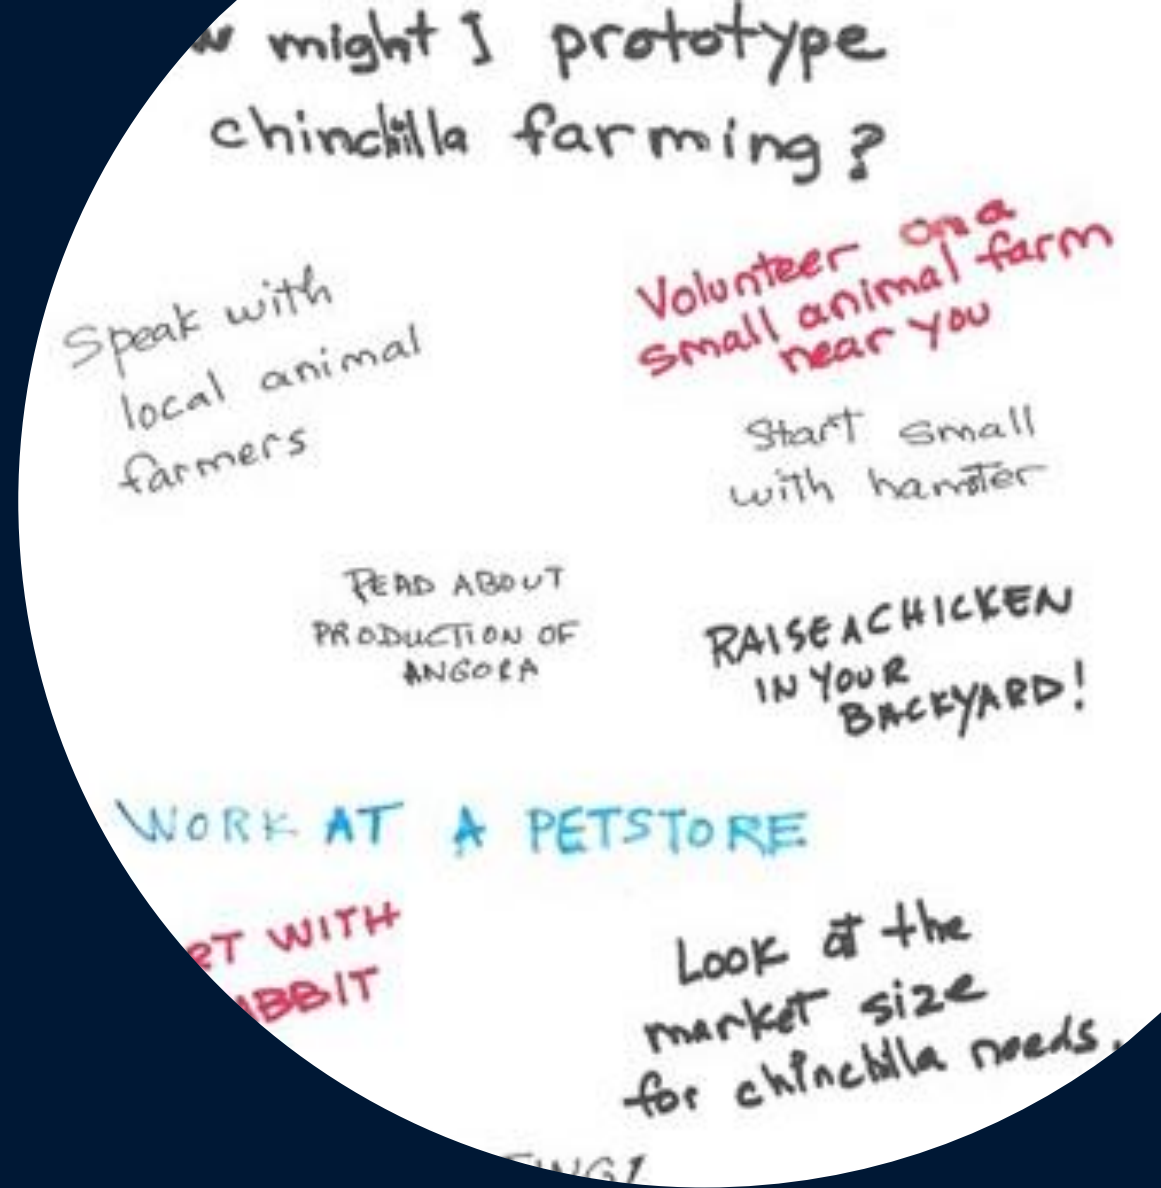 might I prototype
chinchilla farming?
Speak with
local animal
farmers
Volunteer on a
small animal farm
near you
Start small
with hamster
READ ABOUT
PRODUCTION OF
ANGORA
RAISE A CHICKEN
IN YOUR
BACKYARD!
WORK AT A PETSTORE
WITH
Look at the
market size
for chinchilla needs.